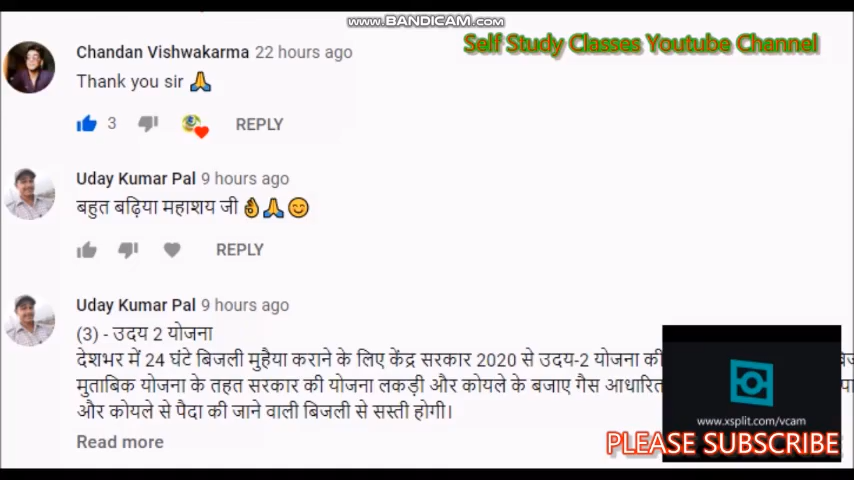 www.BANDICAM.com
Self Study Classes Youtube Channel
Chandan Vishwakarma 22 hours ago
Thank you sir 🙏
3 REPLY
Uday Kumar Pal 9 hours ago
बहुत बढ़िया महाशय जी 👌🙏😊
REPLY
Uday Kumar Pal 9 hours ago
(3) - उदय 2 योजना
देशभर में 24 घंटे बिजली मुहैया कराने के लिए केंद्र सरकार 2020 से उदय-2 योजना की
मुताबिक योजना के तहत सरकार की योजना लकड़ी और कोयले के बजाए गैस आधारित
और कोयले से पैदा की जाने वाली बिजली से सस्ती होगी।
Read more
www.xsplit.com/vcam
PLEASE SUBSCRIBE